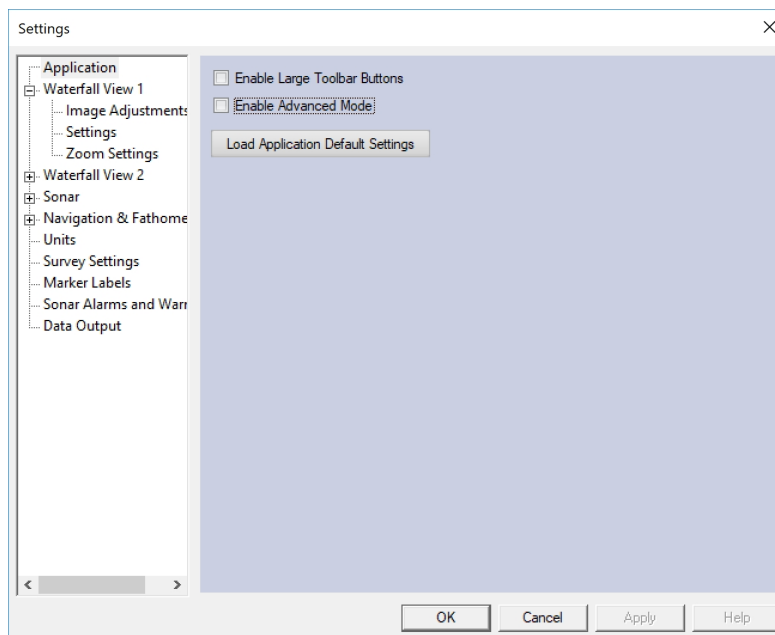 Settings
Application
Waterfall View 1
Image Adjustments
Settings
Zoom Settings
Waterfall View 2
Sonar
Navigation & Fathome
Units
Survey Settings
Marker Labels
Sonar Alarms and Warr
Data Output
Enable Large Toolbar Buttons
Enable Advanced Mode
Load Application Default Settings
OK
Cancel
Apply
Help